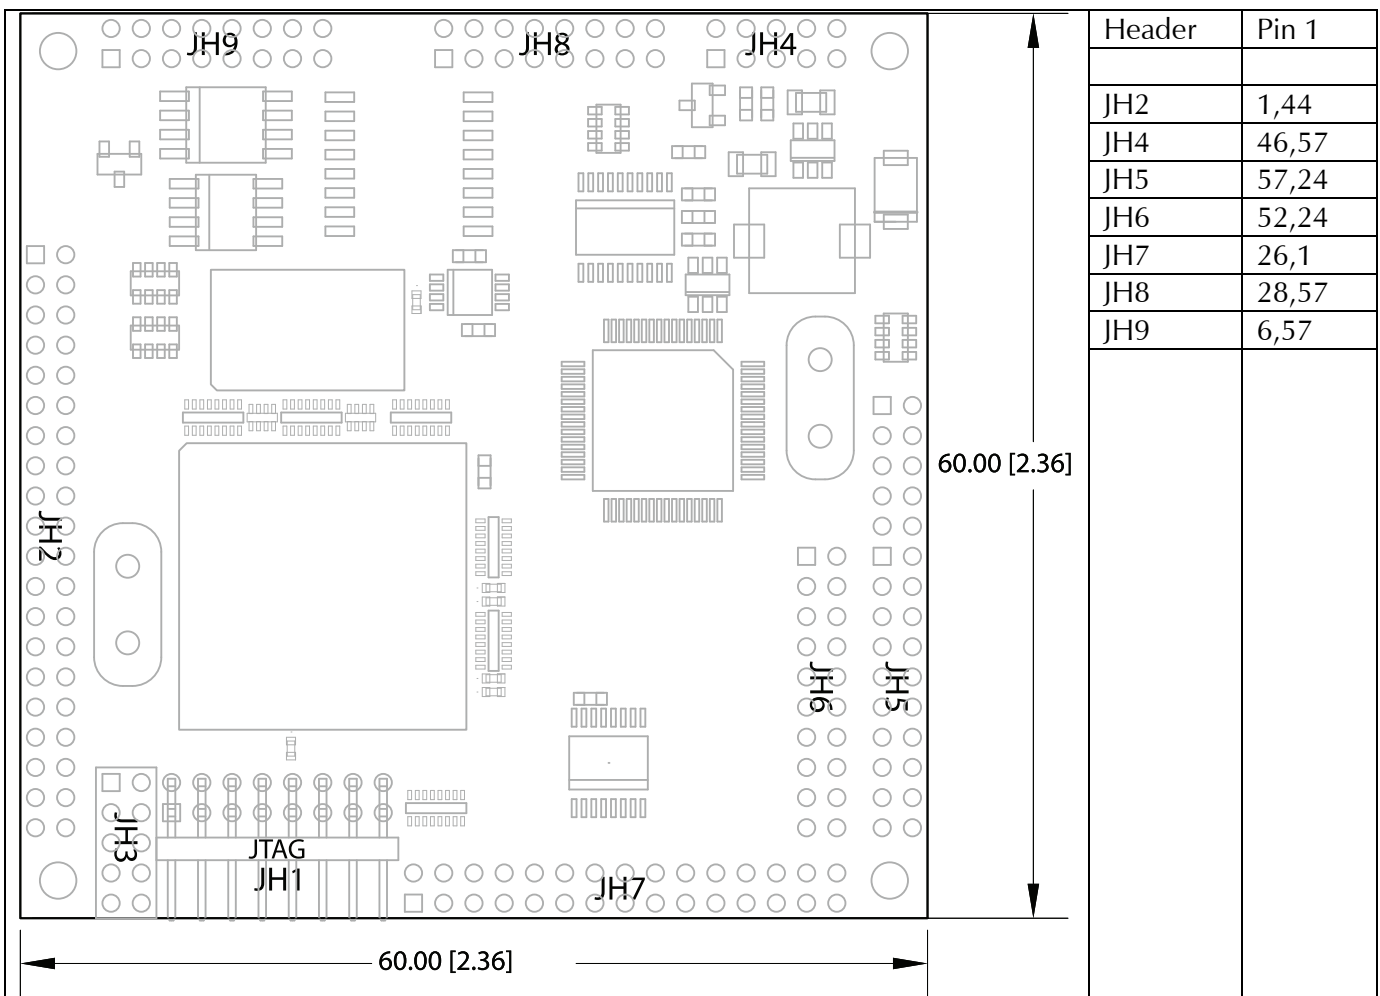 JH9 JH8 JH4
JH2
JH6 JH5
JH3
JTAG
JH1
JH7
60.00 [2.36]
60.00 [2.36]
Header Pin 1
JH2 1,44
JH4 46,57
JH5 57,24
JH6 52,24
JH7 26,1
JH8 28,57
JH9 6,57